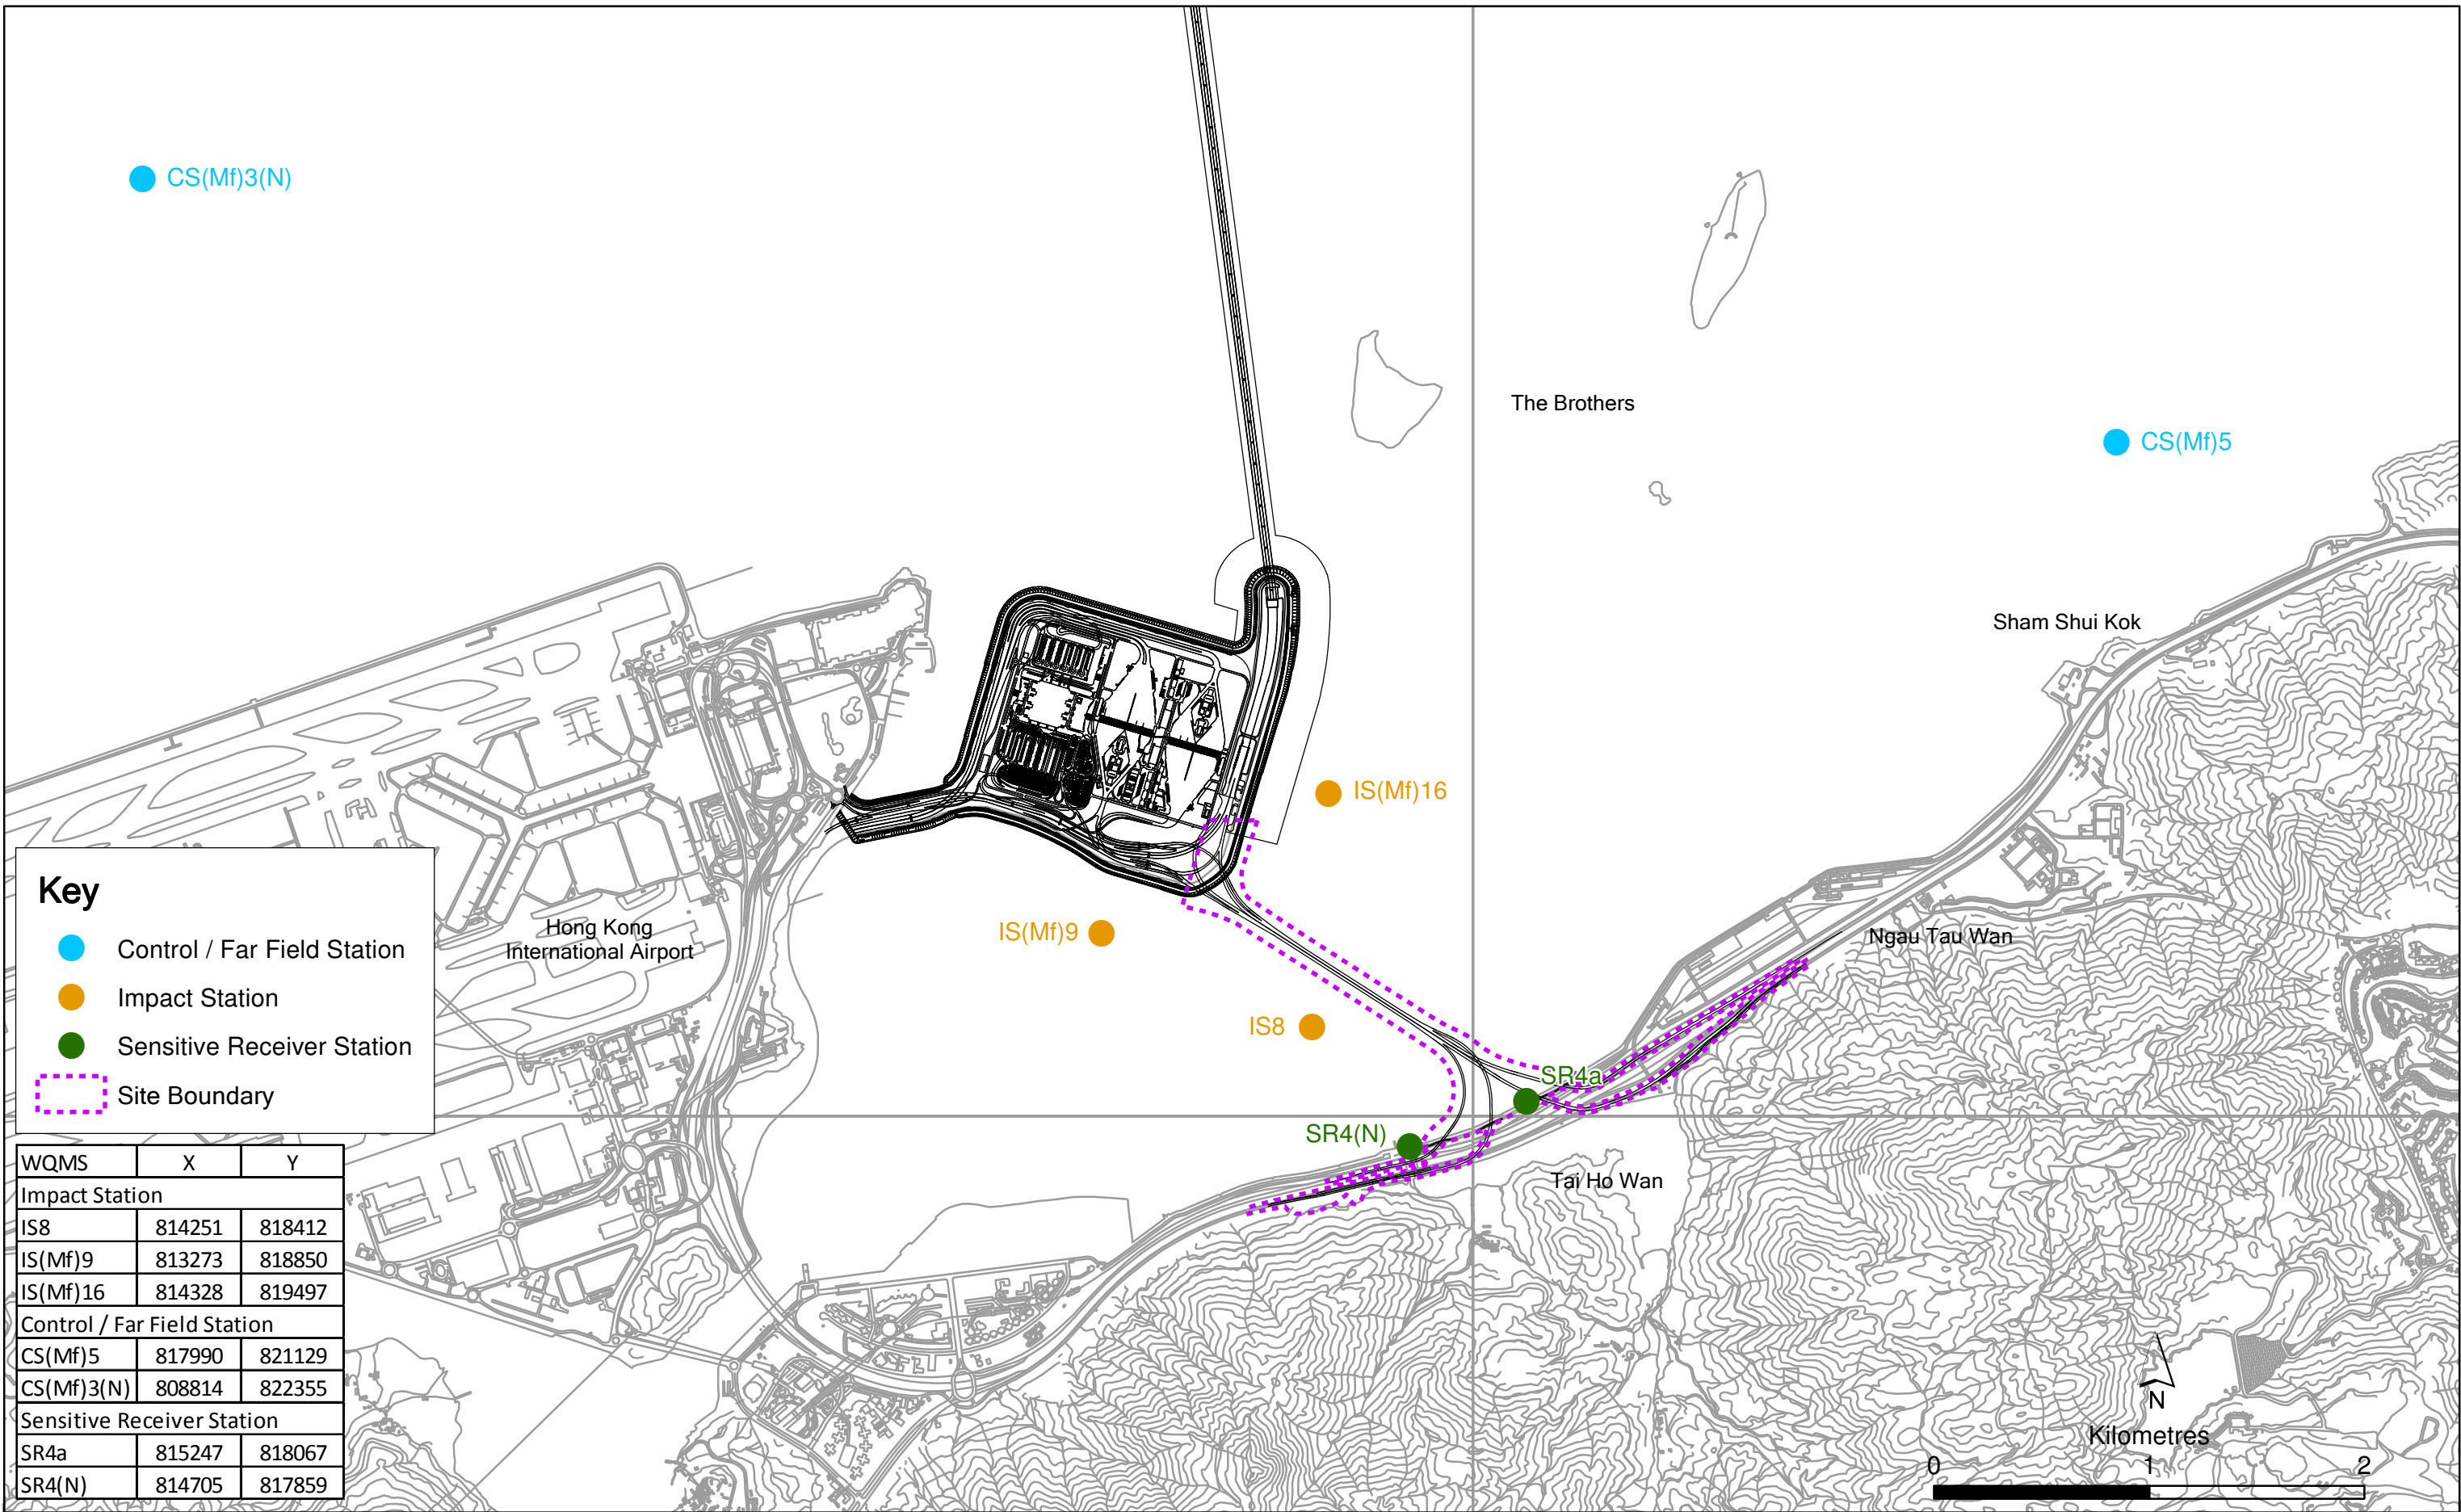 CS(Mf)3(N)
The Brothers
CS(Mf)5
Sham Shui Kok
IS(Mf)16
Hong Kong
International Airport
IS(Mf)9
Ngau Tau Wan
IS8
SR4a
SR4(N)
Tai Ho Wan
Key
Control / Far Field Station
Impact Station
Sensitive Receiver Station
Site Boundary
WQMS X Y
Impact Station
IS8 814251 818412
IS(Mf)9 813273 818850
IS(Mf)16 814328 819497
Control / Far Field Station
CS(Mf)5 817990 821129
CS(Mf)3(N) 808814 822355
Sensitive Receiver Station
SR4a 815247 818067
SR4(N) 814705 817859
N
Kilometres
0 1 2